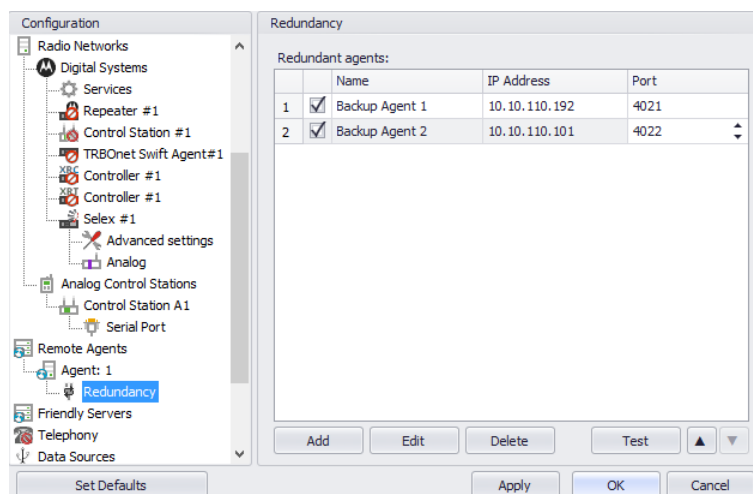 Configuration
Radio Networks
Digital Systems
Services
Repeater #1
Control Station #1
TRBOnet Swift Agent#1
XRC
Controller #1
XRT
Controller #1
Selex #1
Advanced settings
Analog
Analog Control Stations
Control Station A1
Serial Port
Remote Agents
Agent: 1
Redundancy
Friendly Servers
Telephony
Data Sources
Set Defaults
Redundancy
Redundant agents:
Name IP Address Port
1 Backup Agent 1 10.10.110.192 4021
2 Backup Agent 2 10.10.110.101 4022
Add Edit Delete Test
Apply OK Cancel